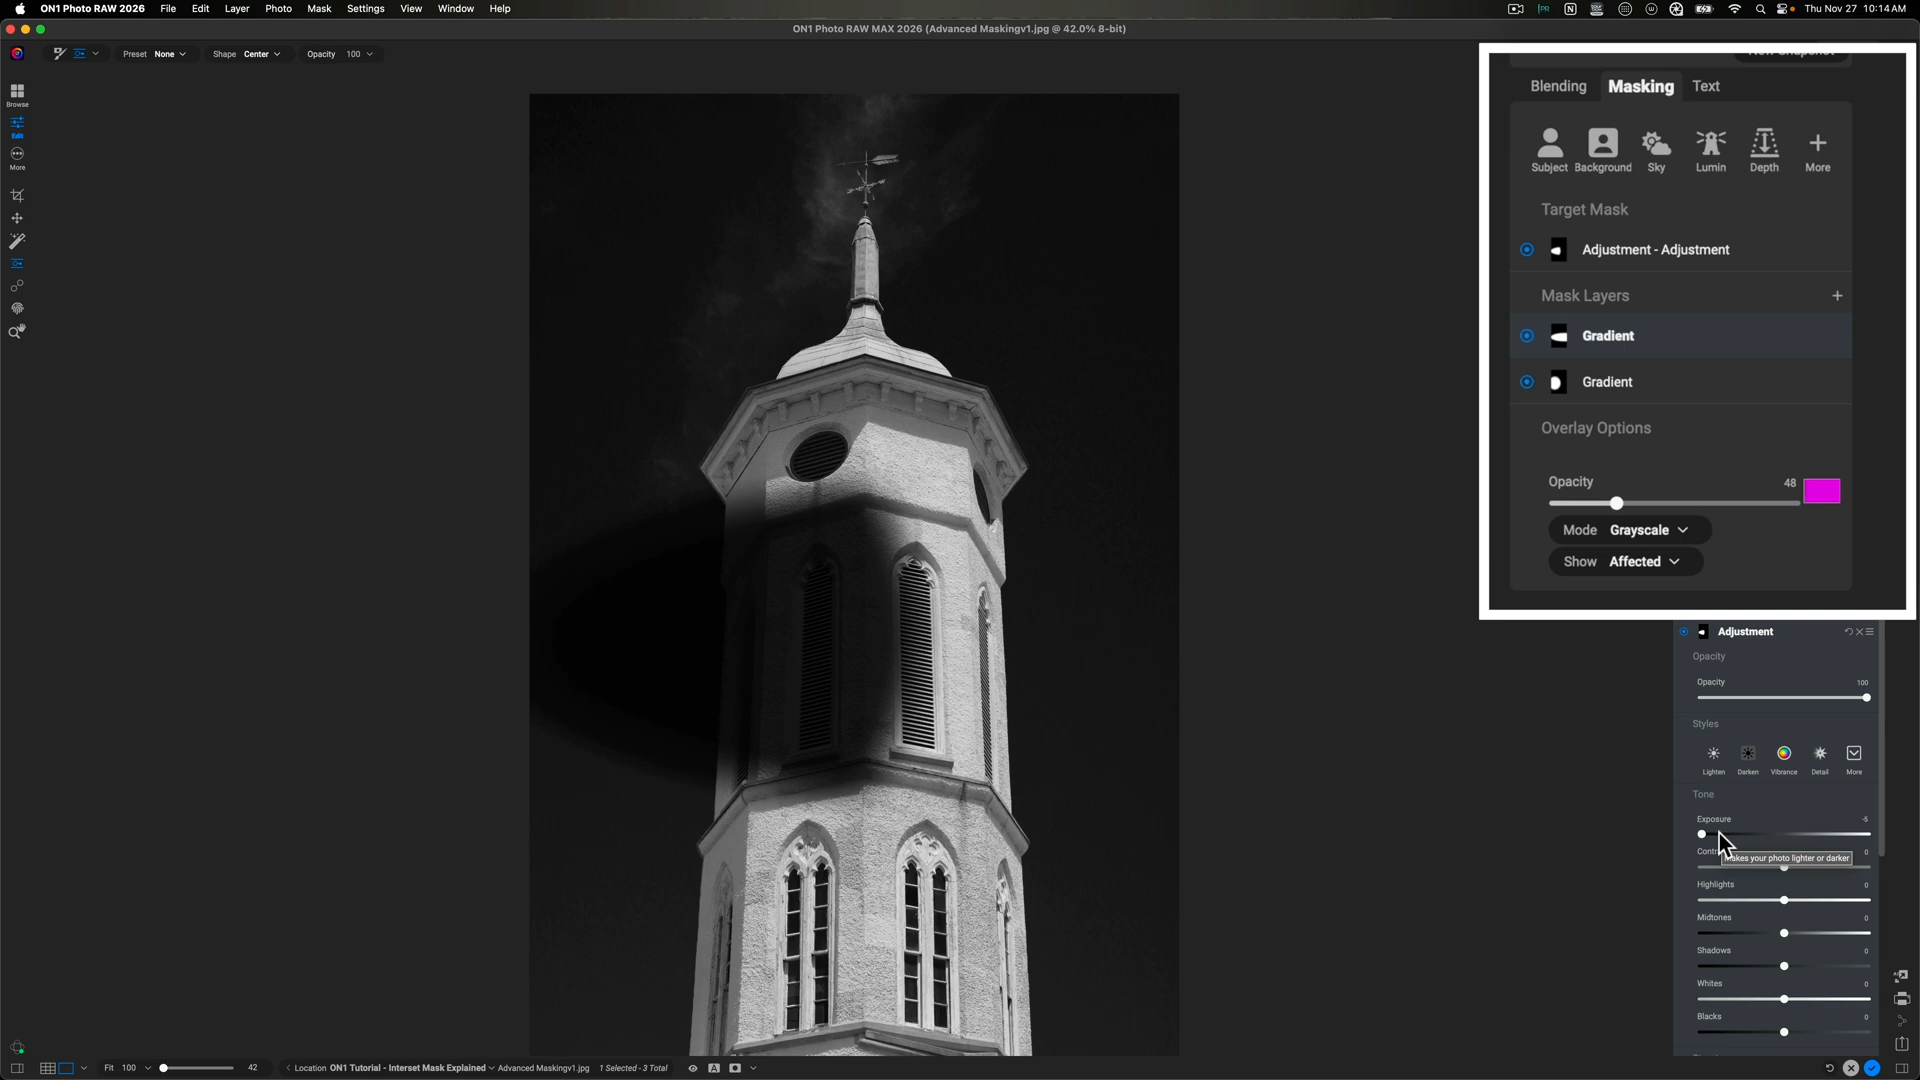 ON1 Photo RAW 2026 File Edit Layer Photo Mask Settings View Window Help
Thu Nov 27 10:14 AM
ON1 Photo RAW MAX 2026 (Advanced Maskingv1.jpg @ 42.0% 8-bit)
Preset None Shape Center Opacity 100
Browse
Edit
More
New Snapshot
Blending Masking Text
Subject Background Sky Lumin Depth More
Target Mask
Adjustment - Adjustment
Mask Layers +
Gradient
Gradient
Overlay Options
Opacity 48
Mode Grayscale
Show Affected
Adjustment
Opacity
Opacity 100
Styles
Lighten Darken Vibrance Detail More
Tone
Exposure -5
Contr 0
Makes your photo lighter or darker
Highlights 0
Midtones 0
Shadows 0
Whites 0
Blacks 0
Fit 100 42 Location ON1 Tutorial - Interset Mask Explained Advanced Maskingv1.jpg 1 Selected - 3 Total